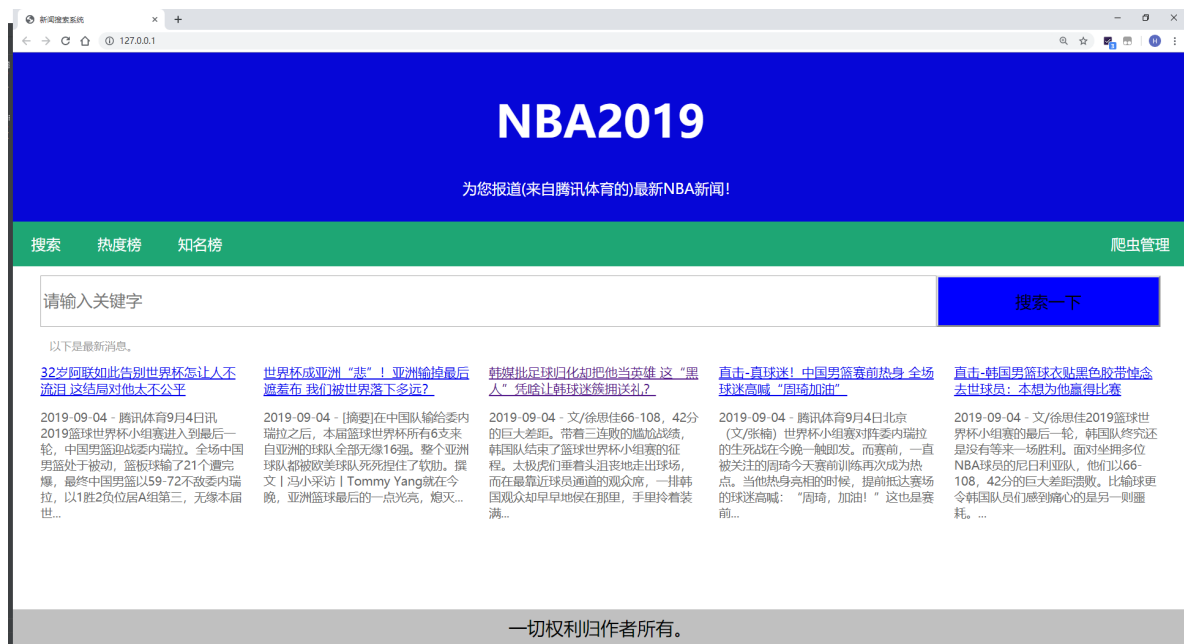 新闻搜索系统
127.0.0.1
NBA2019
为您报道(来自腾讯体育的)最新NBA新闻!
搜索 热度榜 知名榜 爬虫管理
请输入关键字 搜索一下
以下是最新消息。
32岁阿联如此告别世界杯怎让人不
流泪 这结局对他太不公平
2019-09-04 - 腾讯体育9月4日讯
2019篮球世界杯小组赛进入到最后一
轮，中国男篮迎战委内瑞拉。全场中国
男篮处于被动，篮板球输了21个遭完
爆，最终中国男篮以59-72不敌委内瑞
拉，以1胜2负位居A组第三，无缘本届
世...
世界杯成亚洲“悲”！亚洲输掉最后
遮羞布 我们被世界落下多远？
2019-09-04 - [摘要]在中国队输给委内
瑞拉之后，本届篮球世界杯所有6支来
自亚洲的球队全部无缘16强。整个亚洲
球队都被欧美球队死死捏住了软肋。撰
文丨冯小采访丨Tommy Yang就在今
晚，亚洲篮球最后的一点光亮，熄灭...
韩媒批足球归化却把他当英雄 这“黑
人”凭啥让韩球迷簇拥送礼？
2019-09-04 - 文/徐思佳66-108，42分
的巨大差距。带着三连败的尴尬战绩，
韩国队结束了篮球世界杯小组赛的征
程。太极虎们垂着头沮丧地走出球场，
而在最靠近球员通道的观众席，一排韩
国观众却早早地侯在那里，手里拎着装
满...
直击-真球迷！中国男篮赛前热身 全场
球迷高喊“周琦加油”
2019-09-04 - 腾讯体育9月4日北京
（文/张楠）世界杯小组赛对阵委内瑞拉
的生死战在今晚一触即发。而赛前，一直
被关注的周琦今天赛前训练再次成为热
点。当他热身亮相的时候，提前抵达赛场
的球迷高喊：“周琦，加油！”这也是赛
前...
直击-韩国男篮球衣贴黑色胶带悼念
去世球员：本想为他赢得比赛
2019-09-04 - 文/徐思佳2019篮球世
界杯小组赛的最后一轮，韩国队终究还
是没有等来一场胜利。面对坐拥多位
NBA球员的尼日利亚队，他们以66-
108，42分的巨大差距溃败。比输球更
令韩国队员们感到痛心的是另一则噩
耗。...
一切权利归作者所有。